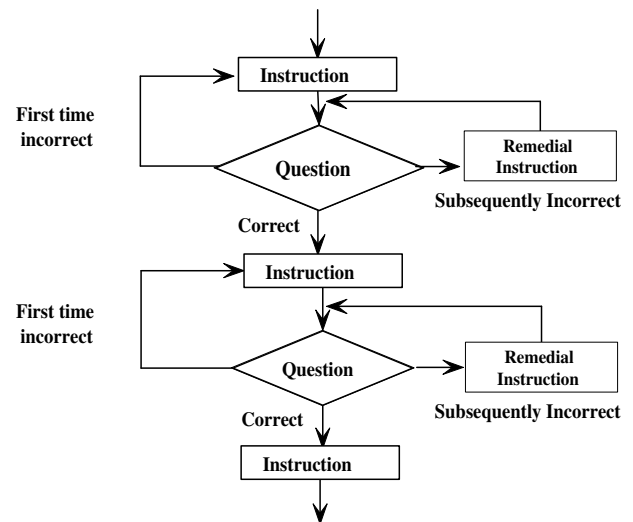 Instruction
First time
incorrect
Question
Remedial
Instruction
Subsequently Incorrect
Correct
Instruction
First time
incorrect
Question
Remedial
Instruction
Subsequently Incorrect
Correct
Instruction